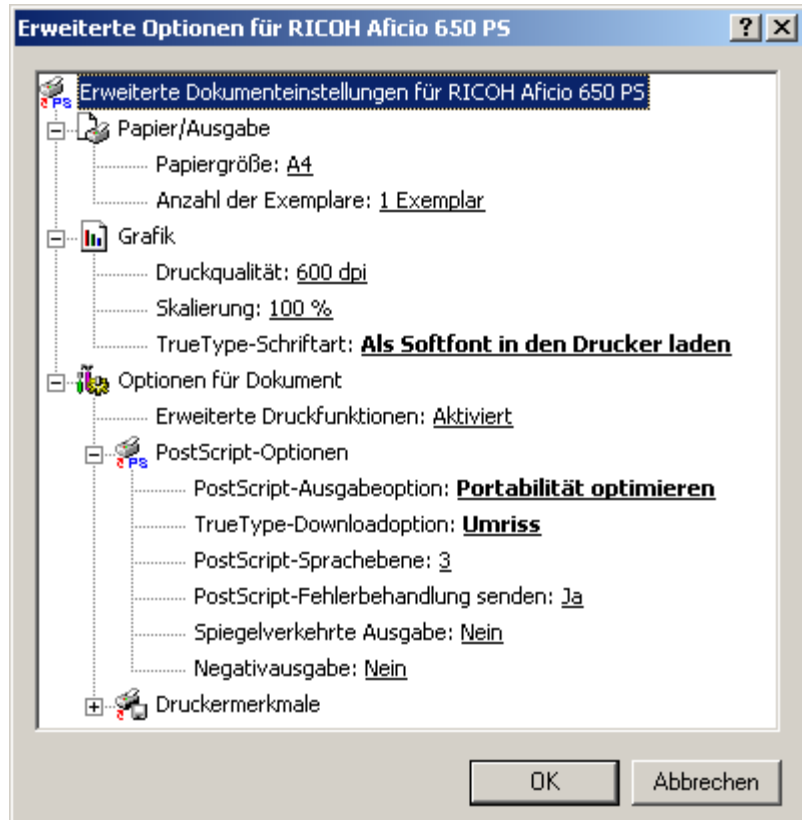 Erweiterte Optionen für RICOH Aficio 650 PS
Erweiterte Dokumenteinstellungen für RICOH Aficio 650 PS
Papier/Ausgabe
Papiergröße: A4
Anzahl der Exemplare: 1 Exemplar
Grafik
Druckqualität: 600 dpi
Skalierung: 100 %
TrueType-Schriftart: Als Softfont in den Drucker laden
Optionen für Dokument
Erweiterte Druckfunktionen: Aktiviert
PostScript-Optionen
PostScript-Ausgabeoption: Portabilität optimieren
TrueType-Downloadoption: Umriss
PostScript-Sprachebene: 3
PostScript-Fehlerbehandlung senden: Ja
Spiegelverkehrte Ausgabe: Nein
Negativausgabe: Nein
Druckermerkmale
OK Abbrechen